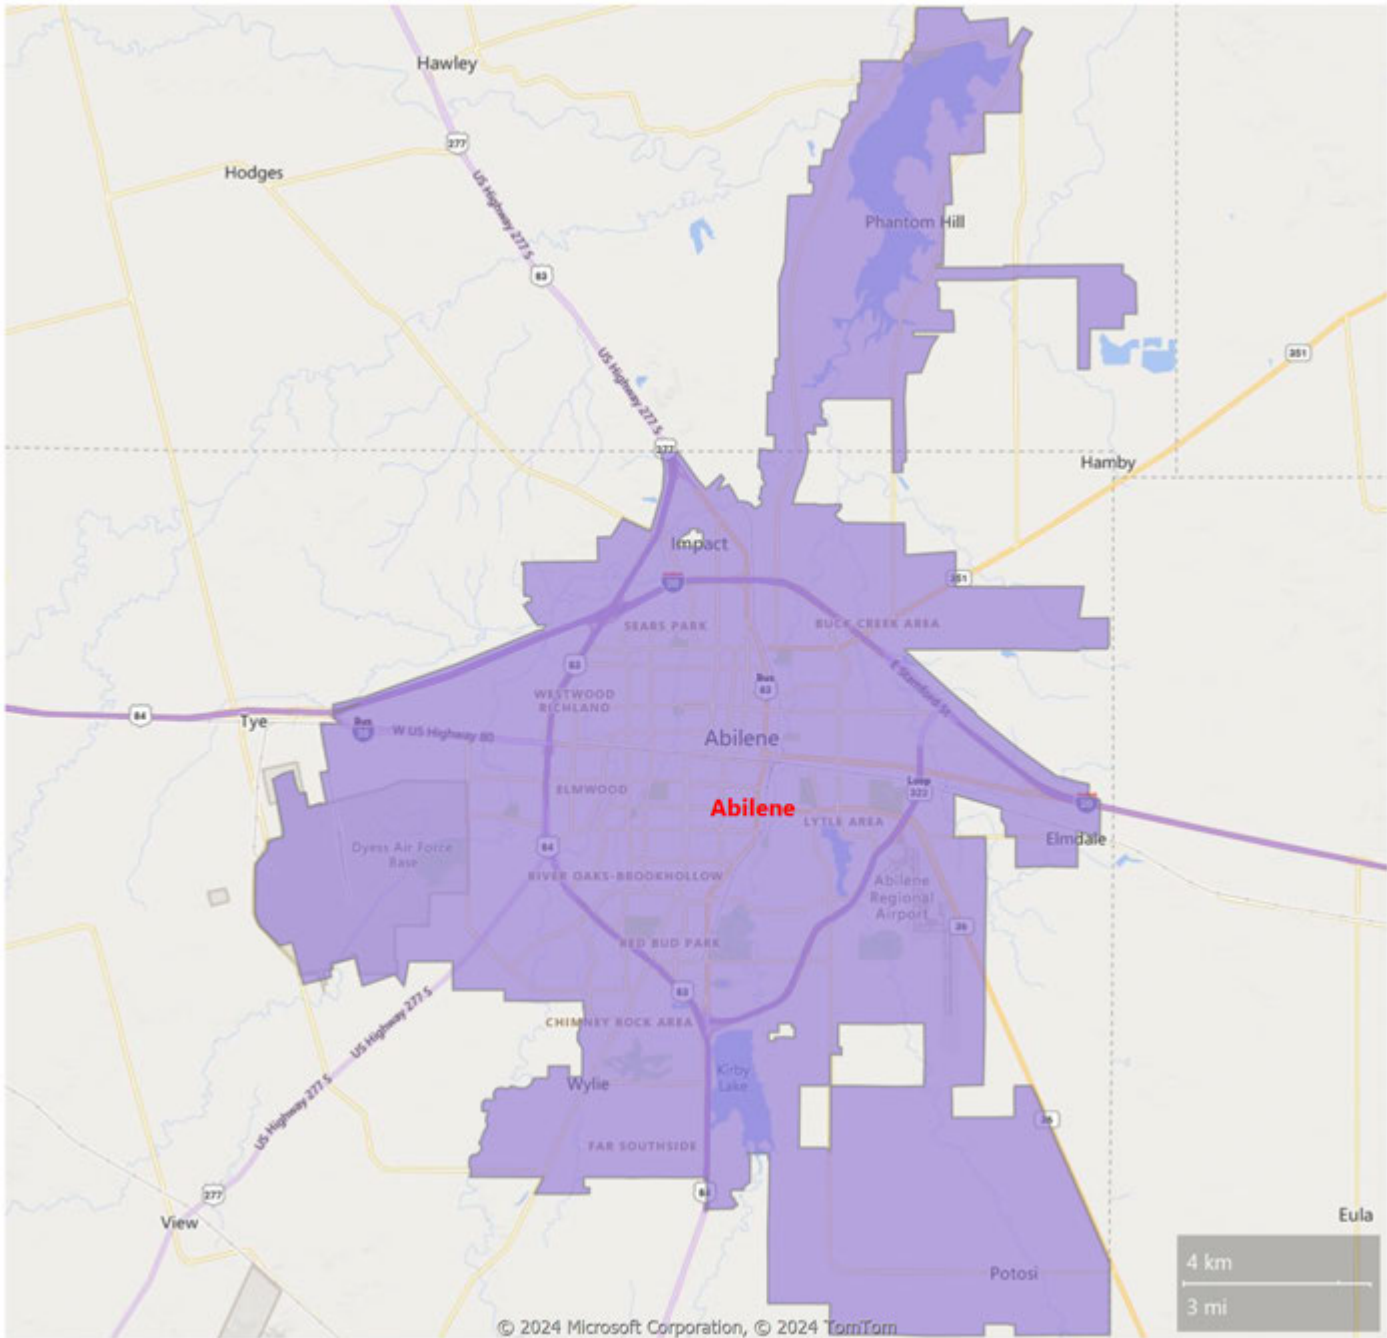 Hawley
277
Hodges
US Highway 277 S
Phantom Hill
83
351
US Highway 277 S
277
Hamby
Impact
351
20
SEARS PARK
BUCK CREEK AREA
83
E Stamford St
Bus
83
WESTWOOD
RICHLAND
84
Tye
Bus
20
W US Highway 80
Abilene
ELMWOOD
Loop
322
Abilene
20
LYTLE AREA
Elmdale
84
Dyess Air Force
Base
RIVER OAKS-BROOKHOLLOW
Abilene
Regional
Airport
36
RED BUD PARK
83
US Highway 277 S
CHIMNEY ROCK AREA
Kirby
Lake
Wylie
US Highway 277 S
36
FAR SOUTHSIDE
277
84
View
Eula
Potosi
4 km
3 mi
© 2024 Microsoft Corporation, © 2024 TomTom